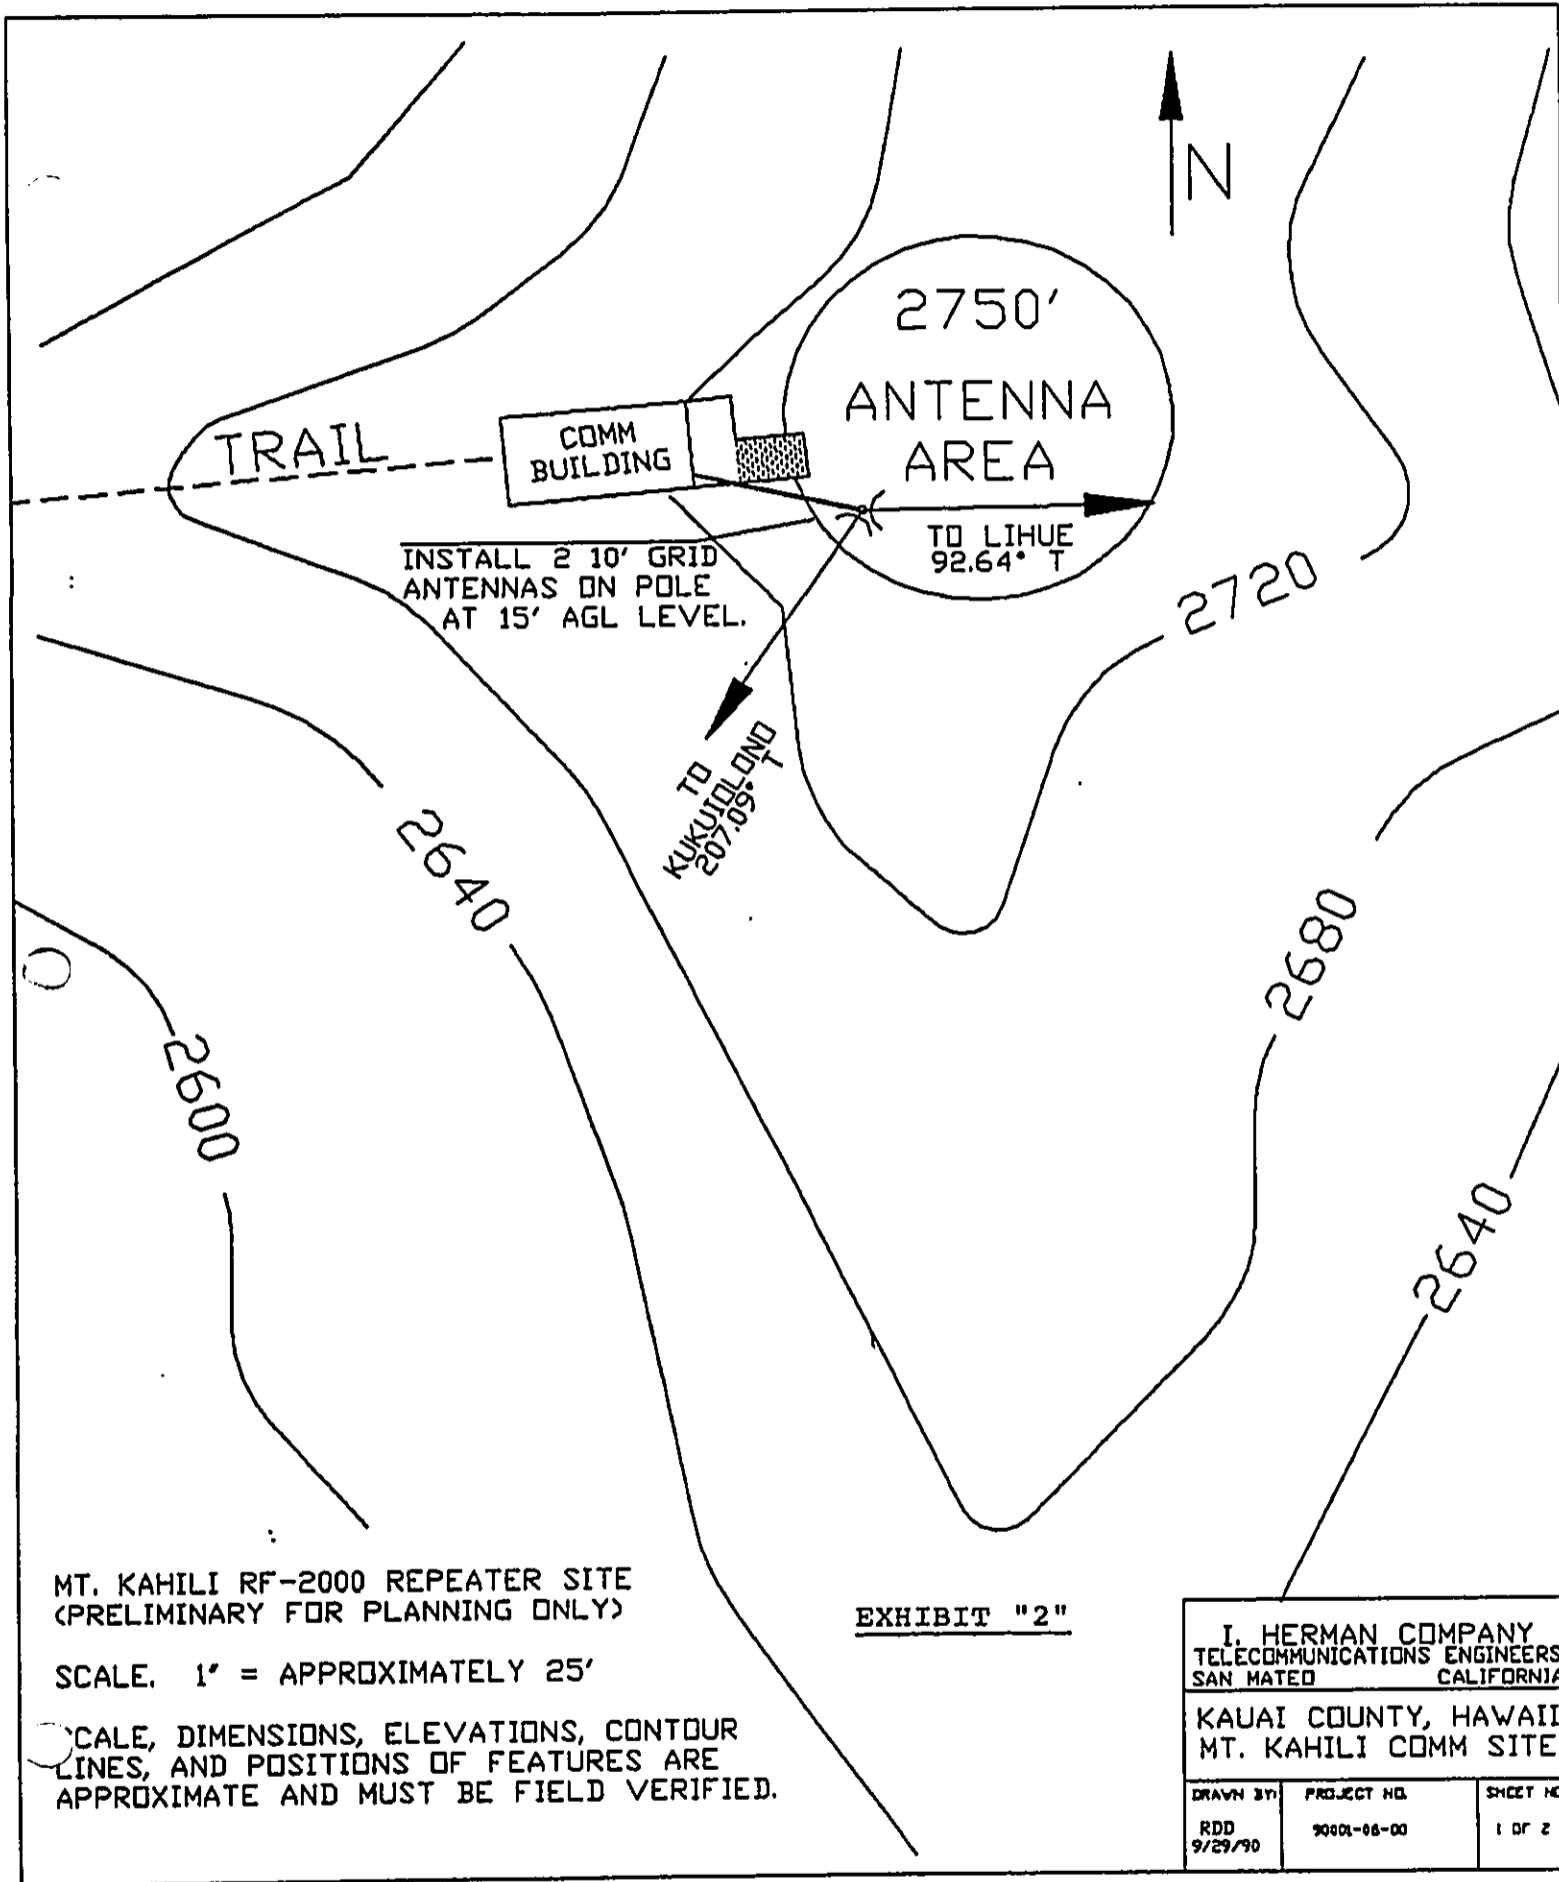 N
2750'
ANTENNA
AREA
TRAIL
COMM
BUILDING
TO LIHUE
92.64° T
INSTALL 2 10' GRID
ANTENNAS ON POLE
AT 15' AGL LEVEL.
2720
TO
KUKUIOLONO
207.09° T
2640
2680
2600
2640
MT. KAHILI RF-2000 REPEATER SITE
(PRELIMINARY FOR PLANNING ONLY)
SCALE. 1" = APPROXIMATELY 25'
SCALE, DIMENSIONS, ELEVATIONS, CONTOUR
LINES, AND POSITIONS OF FEATURES ARE
APPROXIMATE AND MUST BE FIELD VERIFIED.
EXHIBIT "2"
I. HERMAN COMPANY
TELECOMMUNICATIONS ENGINEERS
SAN MATEO CALIFORNIA
KAUAI COUNTY, HAWAII
MT. KAHILI COMM SITE
DRAWN BY: PROJECT NO. SHEET NO
RDD
9/29/90
90001-06-00
1 OF 2